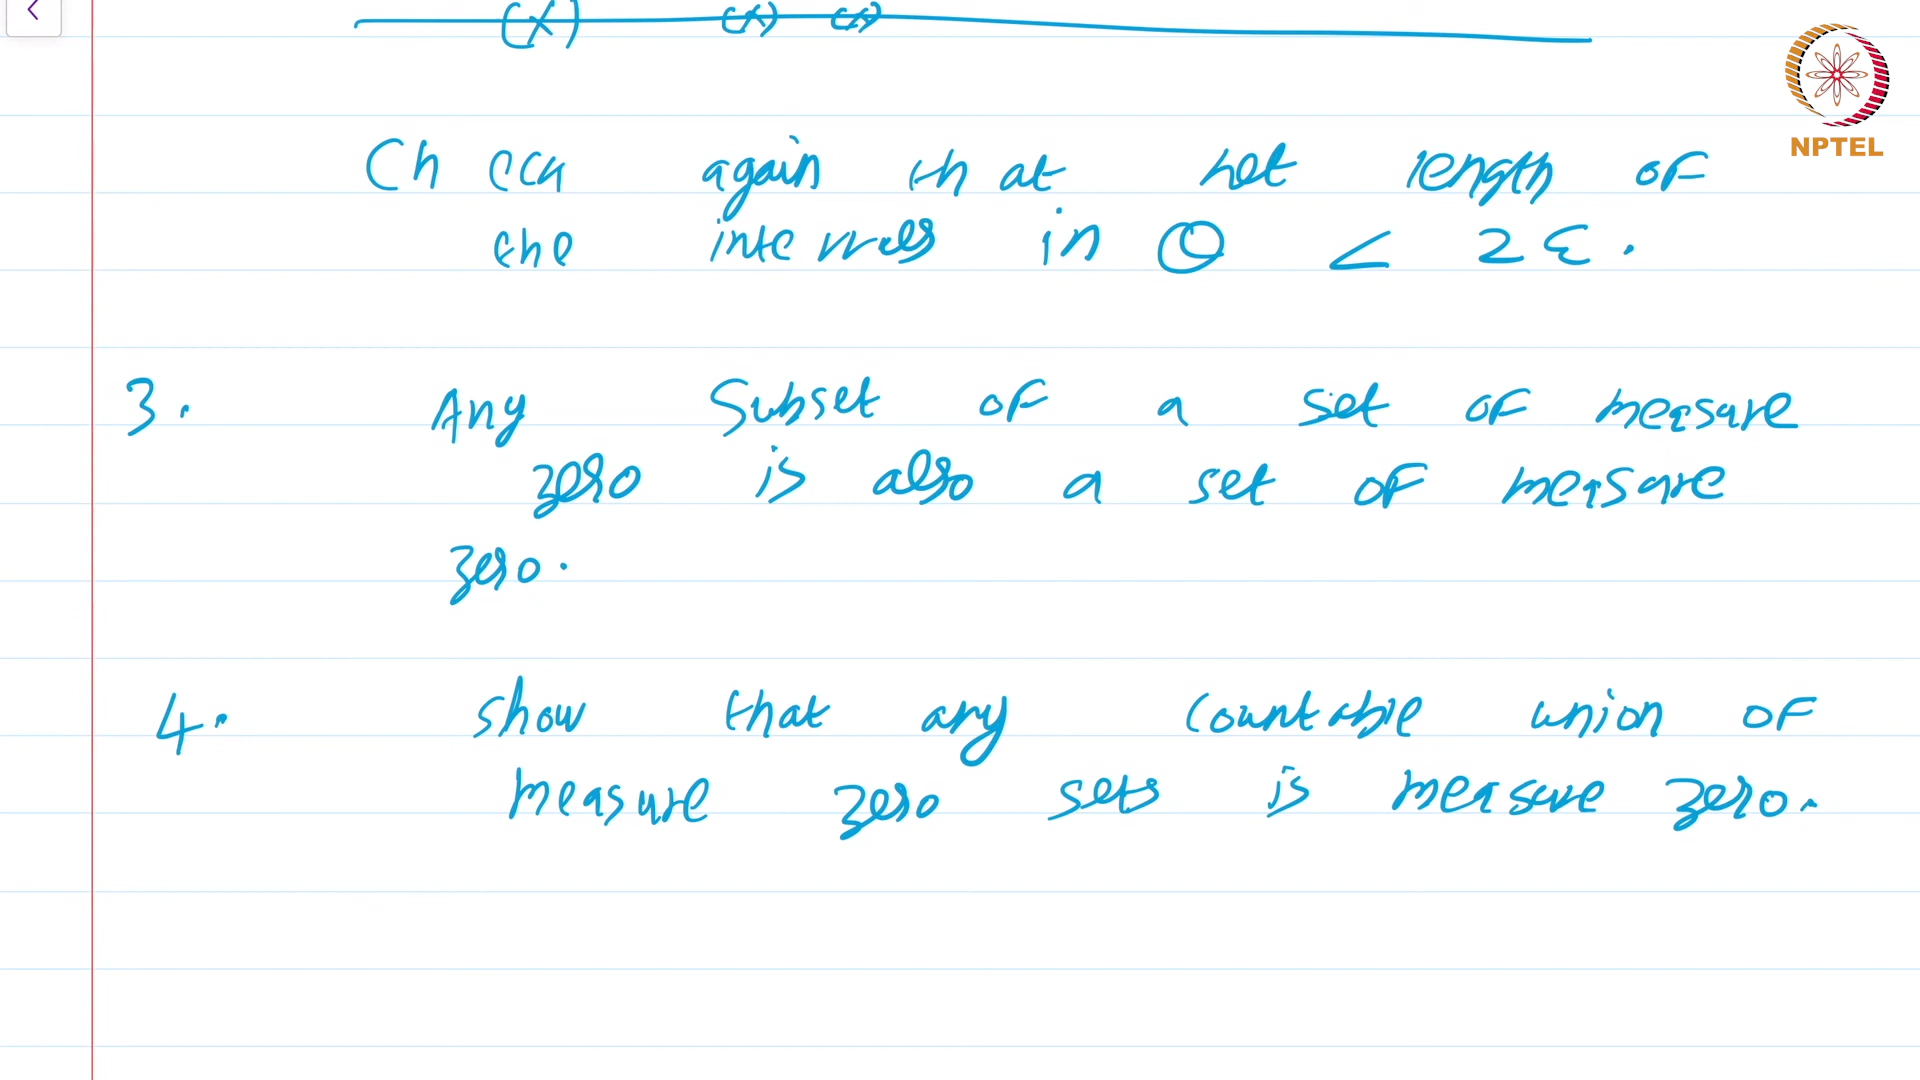 (x) (x) (x)
NPTEL
Check again that net length of
the intervals in Θ < 2ε.
3. Any subset of a set of measure
zero is also a set of measure
zero.
4. show that any countable union of
measure zero sets is measure zero.